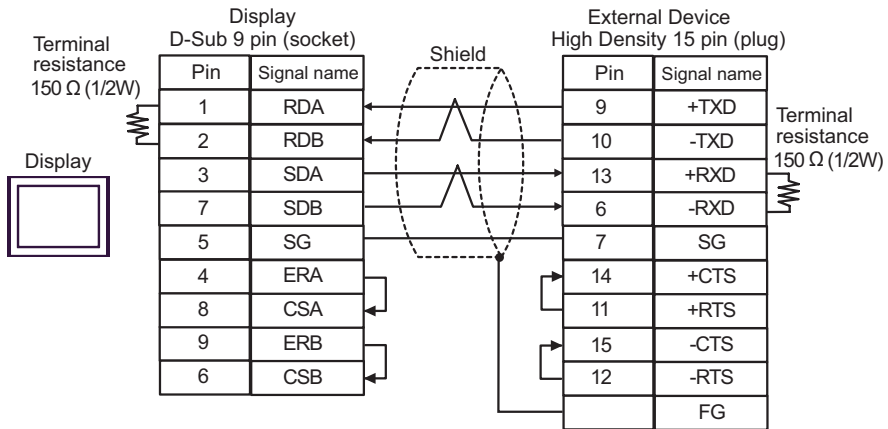 Display
D-Sub 9 pin (socket)
External Device
High Density 15 pin (plug)
Terminal
resistance
150 Ω (1/2W)
Shield
Pin Signal name
1 RDA
2 RDB
3 SDA
7 SDB
5 SG
4 ERA
8 CSA
9 ERB
6 CSB
Display
Pin Signal name
9 +TXD
10 -TXD
13 +RXD
6 -RXD
7 SG
14 +CTS
11 +RTS
15 -CTS
12 -RTS
FG
Terminal
resistance
150 Ω (1/2W)